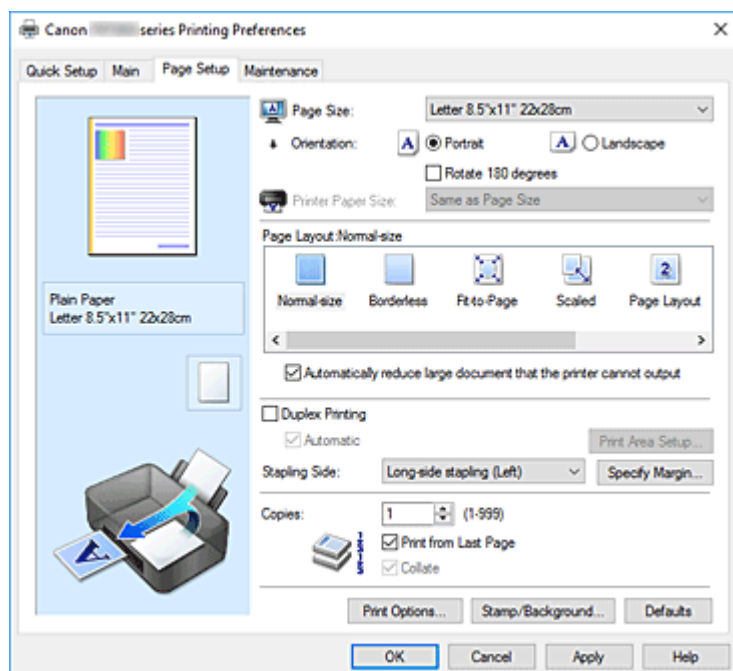 Canon series Printing Preferences
Quick Setup Main Page Setup Maintenance
Page Size: Letter 8.5"x11" 22x28cm
Orientation: A Portrait A Landscape
Rotate 180 degrees
Printer Paper Size: Same as Page Size
Page Layout:Normal-size
2
Normal-size Borderless Fit-to-Page Scaled Page Layout
Plain Paper
Letter 8.5"x11" 22x28cm
Automatically reduce large document that the printer cannot output
Duplex Printing
Automatic Print Area Setup...
Stapling Side: Long-side stapling (Left) Specify Margin...
Copies: 1 (1-999)
Print from Last Page
Collate
A
Print Options... Stamp/Background... Defaults
OK Cancel Apply Help